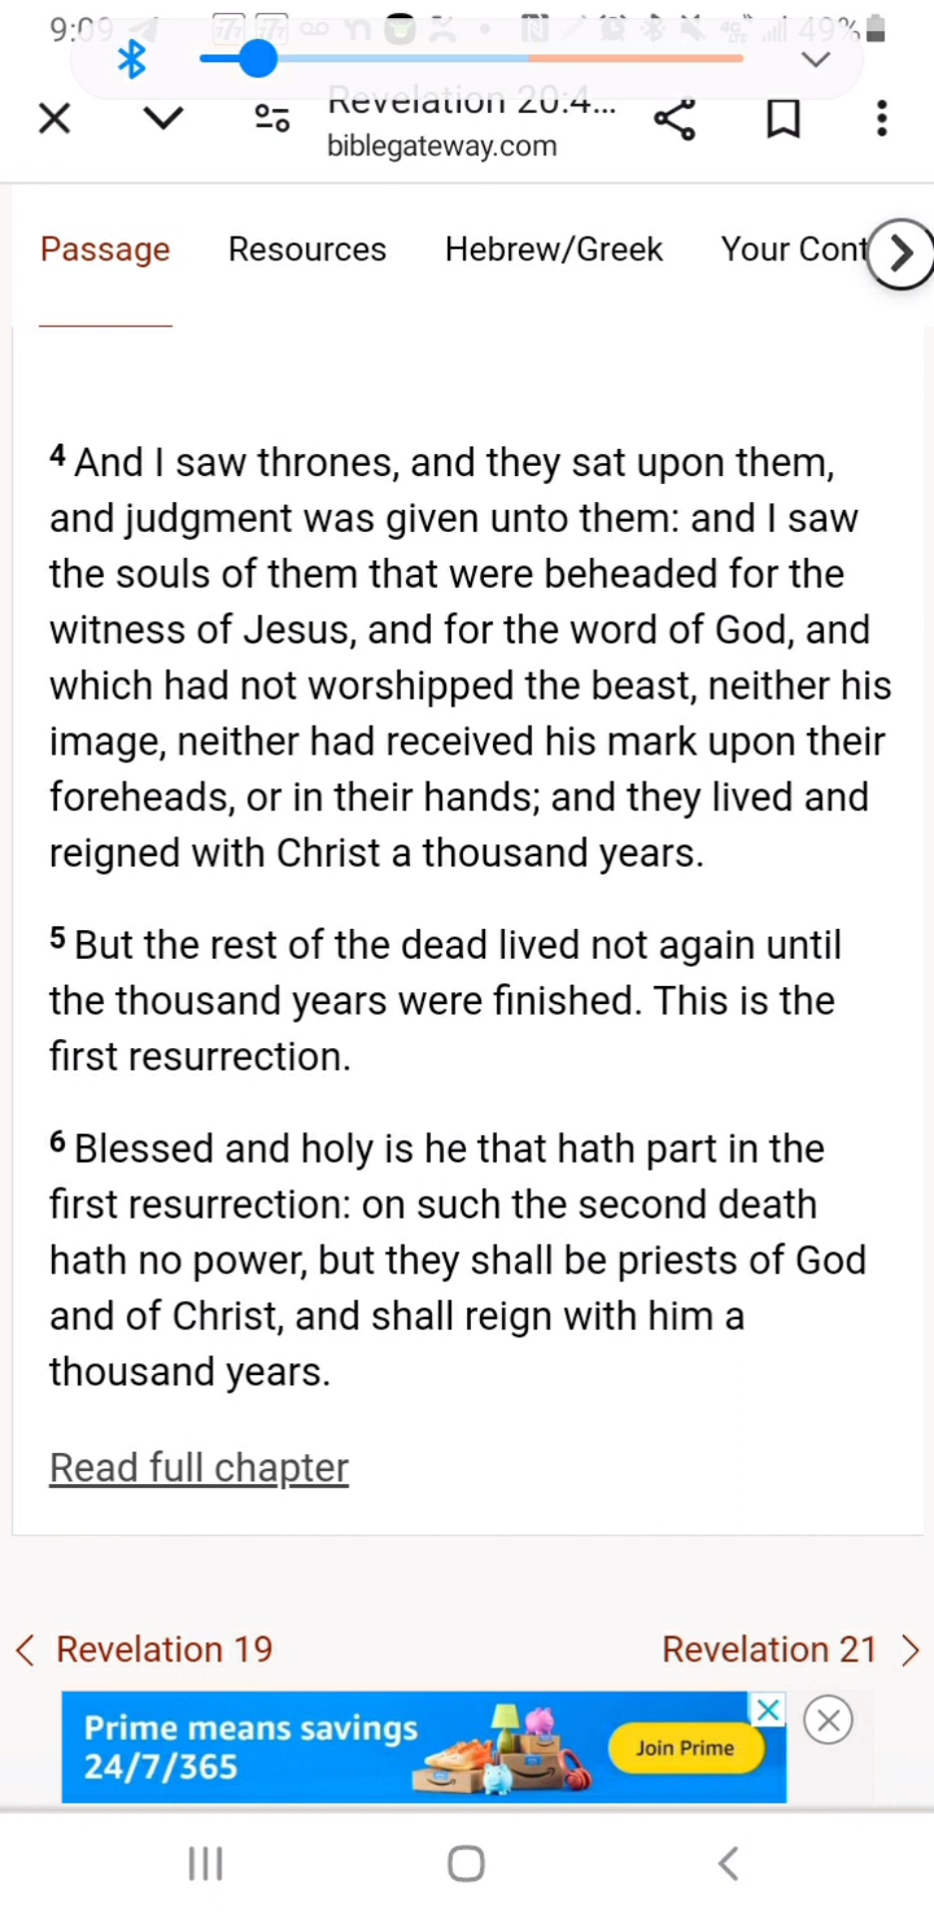 9:09 49%
Revelation 20:4...
biblegateway.com
Passage Resources Hebrew/Greek Your Cont
4 And I saw thrones, and they sat upon them,
and judgment was given unto them: and I saw
the souls of them that were beheaded for the
witness of Jesus, and for the word of God, and
which had not worshipped the beast, neither his
image, neither had received his mark upon their
foreheads, or in their hands; and they lived and
reigned with Christ a thousand years.
5 But the rest of the dead lived not again until
the thousand years were finished. This is the
first resurrection.
6 Blessed and holy is he that hath part in the
first resurrection: on such the second death
hath no power, but they shall be priests of God
and of Christ, and shall reign with him a
thousand years.
Read full chapter
Revelation 19 Revelation 21
Prime means savings
24/7/365
Join Prime